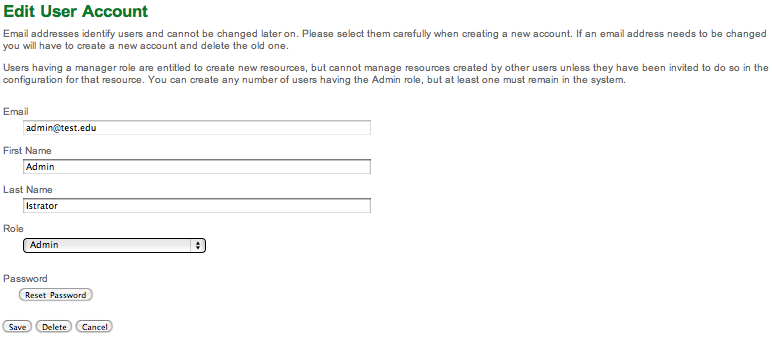 Edit User Account
Email addresses identify users and cannot be changed later on. Please select them carefully when creating a new account. If an email address needs to be changed
you will have to create a new account and delete the old one.
Users having a manager role are entitled to create new resources, but cannot manage resources created by other users unless they have been invited to do so in the
configuration for that resource. You can create any number of users having the Admin role, but at least one must remain in the system.
Email
admin@test.edu
First Name
Admin
Last Name
Istrator
Role
Admin
Password
Reset Password
Save Delete Cancel